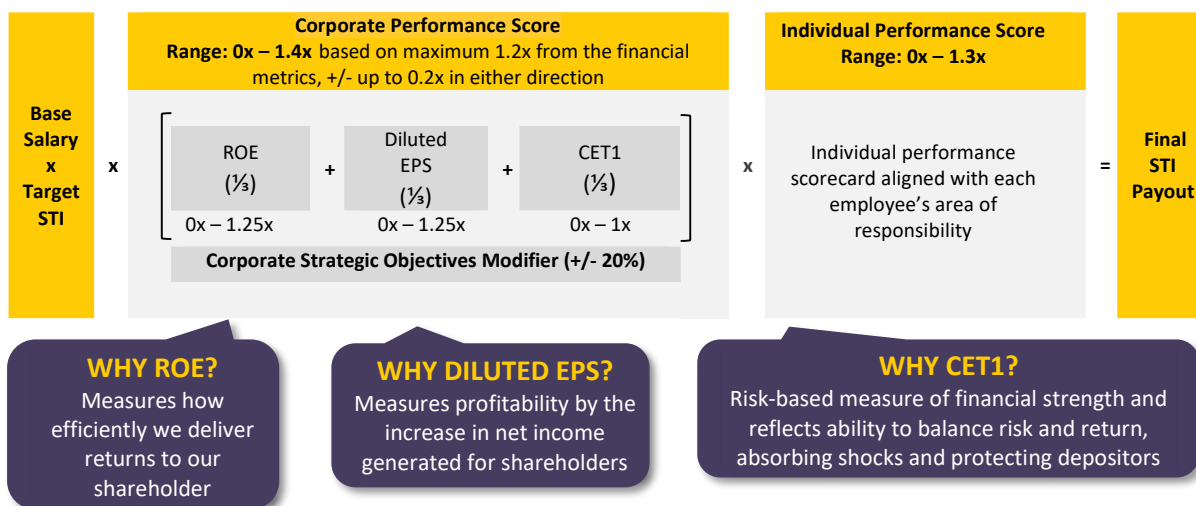 Corporate Performance Score
Range: 0x – 1.4x based on maximum 1.2x from the financial
metrics, +/- up to 0.2x in either direction
Individual Performance Score
Range: 0x – 1.3x
Base
Salary
x
Target
STI
x
ROE
(⅓)
0x – 1.25x
+
Diluted
EPS
(⅓)
0x – 1.25x
+
CET1
(⅓)
0x – 1x
Corporate Strategic Objectives Modifier (+/- 20%)
x
Individual performance
scorecard aligned with each
employee's area of
responsibility
=
Final
STI
Payout
WHY ROE?
Measures how
efficiently we deliver
returns to our
shareholder
WHY DILUTED EPS?
Measures profitability by the
increase in net income
generated for shareholders
WHY CET1?
Risk-based measure of financial strength and
reflects ability to balance risk and return,
absorbing shocks and protecting depositors